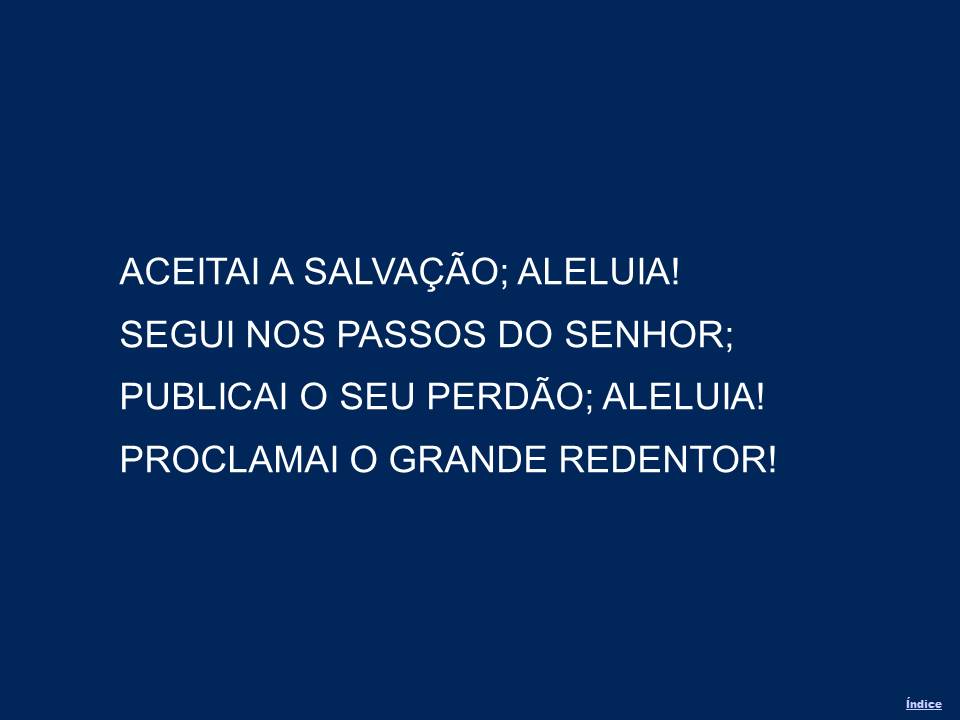 ACEITAI A SALVAÇÃO; ALELUIA!
SEGUI NOS PASSOS DO SENHOR;
PUBLICAI O SEU PERDÃO; ALELUIA!
PROCLAMAI O GRANDE REDENTOR!
Índice